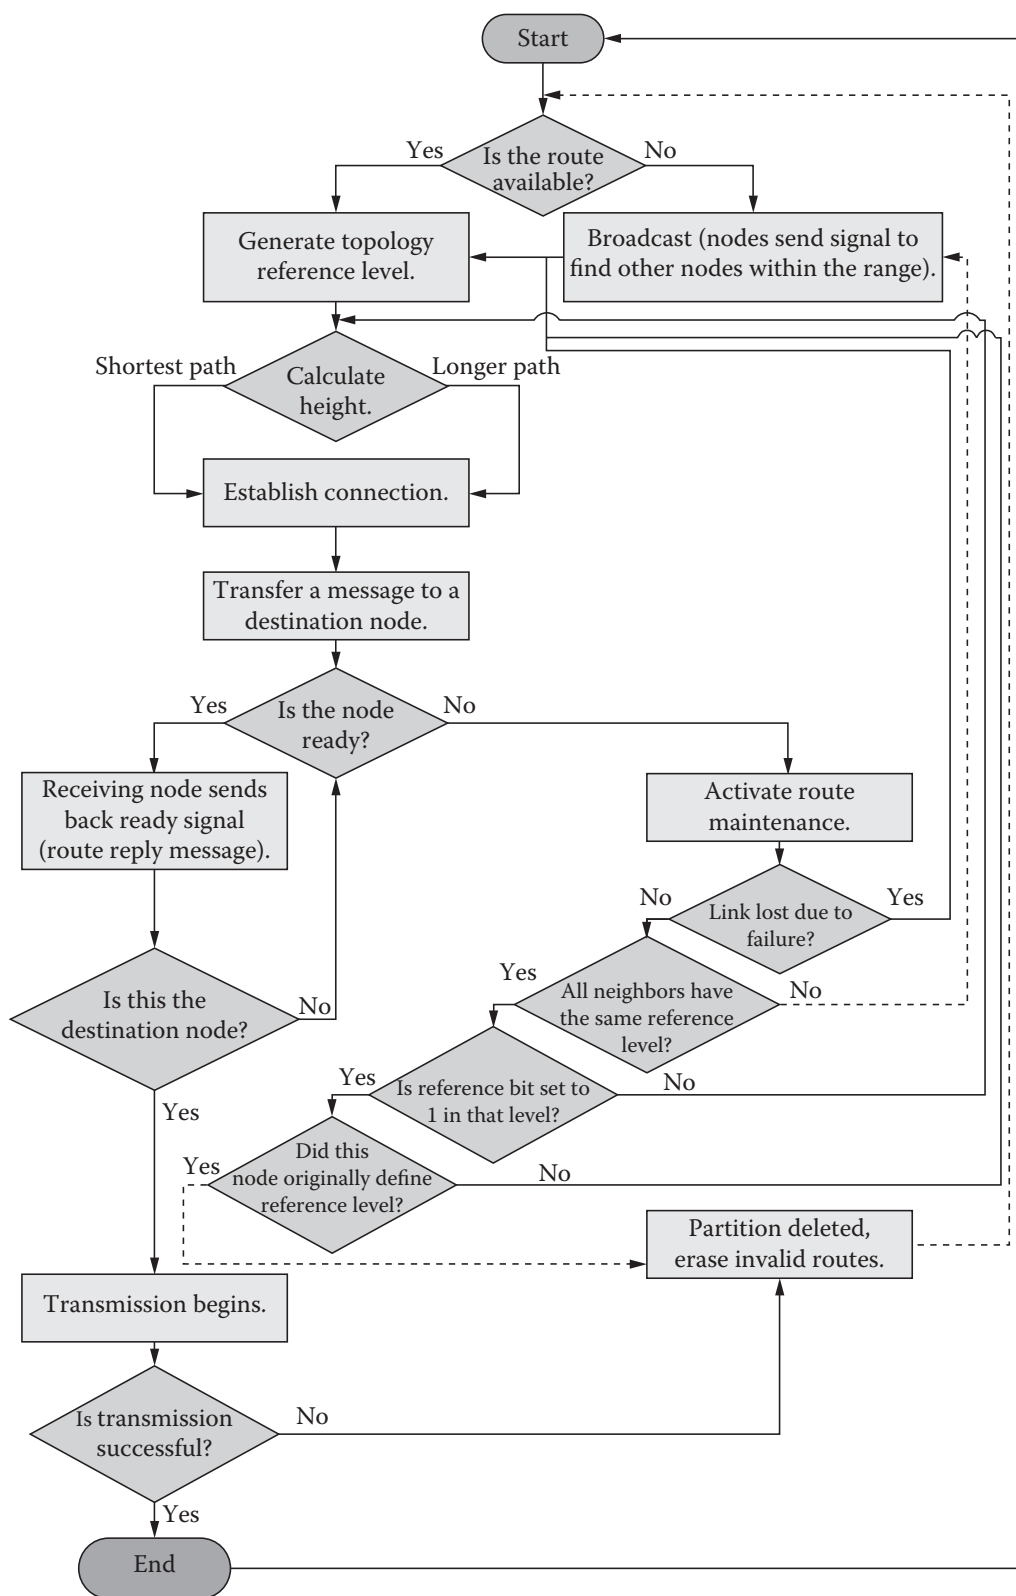 Start
Yes
Is the route
available?
No
Generate topology
reference level.
Broadcast (nodes send signal to
find other nodes within the range).
Shortest path
Calculate
height.
Longer path
Establish connection.
Transfer a message to a
destination node.
Yes
Is the node
ready?
No
Receiving node sends
back ready signal
(route reply message).
Activate route
maintenance.
No
Link lost due to
failure?
Yes
Is this the
destination node?
No
Yes
All neighbors have
the same reference
level?
No
Yes
Is reference bit set to
1 in that level?
No
Yes
Yes
Did this
node originally define
reference level?
No
Partition deleted,
erase invalid routes.
Transmission begins.
Is transmission
successful?
No
Yes
End